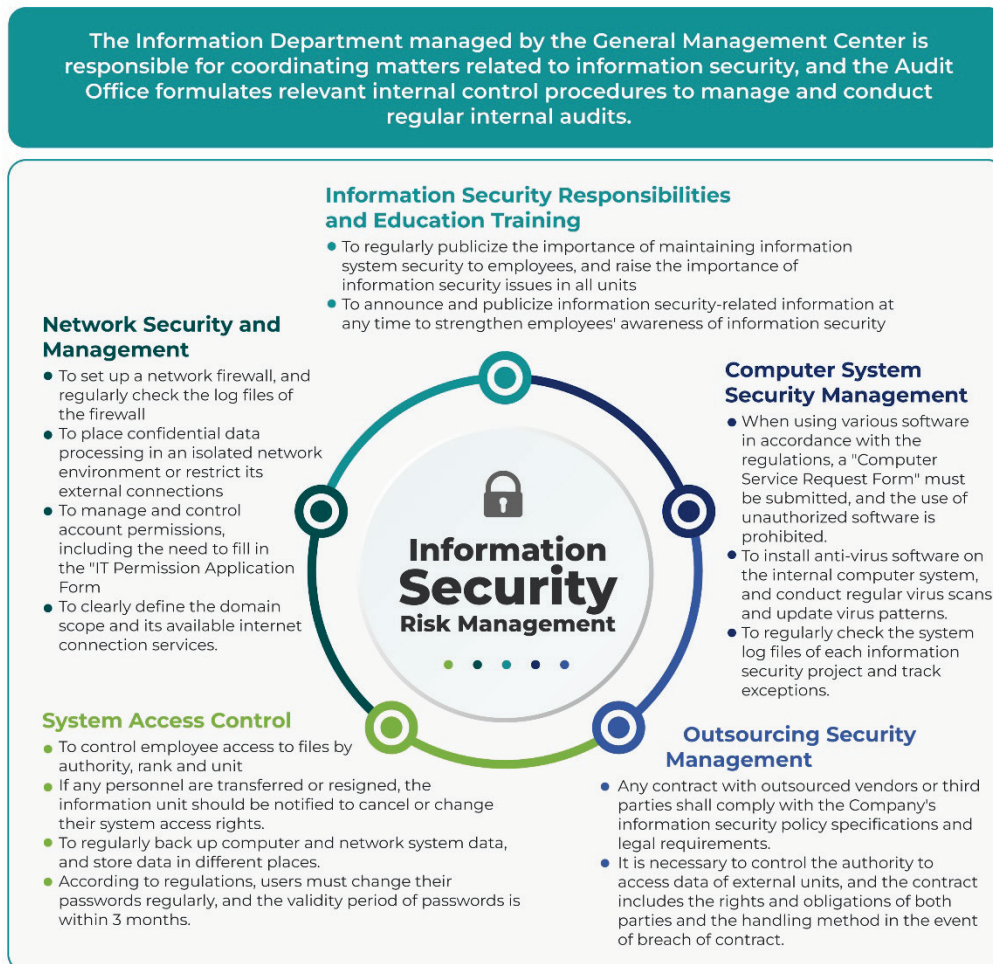 The Information Department managed by the General Management Center is
responsible for coordinating matters related to information security, and the Audit
Office formulates relevant internal control procedures to manage and conduct
regular internal audits.
Information Security Responsibilities
and Education Training
To regularly publicize the importance of maintaining information
system security to employees, and raise the importance of
information security issues in all units
To announce and publicize information security-related information at
any time to strengthen employees' awareness of information security
Network Security and
Management
To set up a network firewall, and
regularly check the log files of
the firewall
To place confidential data
processing in an isolated network
environment or restrict its
external connections
To manage and control
account permissions,
including the need to fill in
the "IT Permission Application
Form
To clearly define the domain
scope and its available internet
connection services.
Computer System
Security Management
When using various software
in accordance with the
regulations, a "Computer
Service Request Form" must
be submitted, and the use of
unauthorized software is
prohibited.
To install anti-virus software on
the internal computer system,
and conduct regular virus scans
and update virus patterns.
To regularly check the system
log files of each information
security project and track
exceptions.
Information
Security
Risk Management
System Access Control
To control employee access to files by
authority, rank and unit
If any personnel are transferred or resigned, the
information unit should be notified to cancel or change
their system access rights.
To regularly back up computer and network system data,
and store data in different places.
According to regulations, users must change their
passwords regularly, and the validity period of passwords is
within 3 months.
Outsourcing Security
Management
Any contract with outsourced vendors or third
parties shall comply with the Company's
information security policy specifications and
legal requirements.
It is necessary to control the authority to
access data of external units, and the contract
includes the rights and obligations of both
parties and the handling method in the event
of breach of contract.